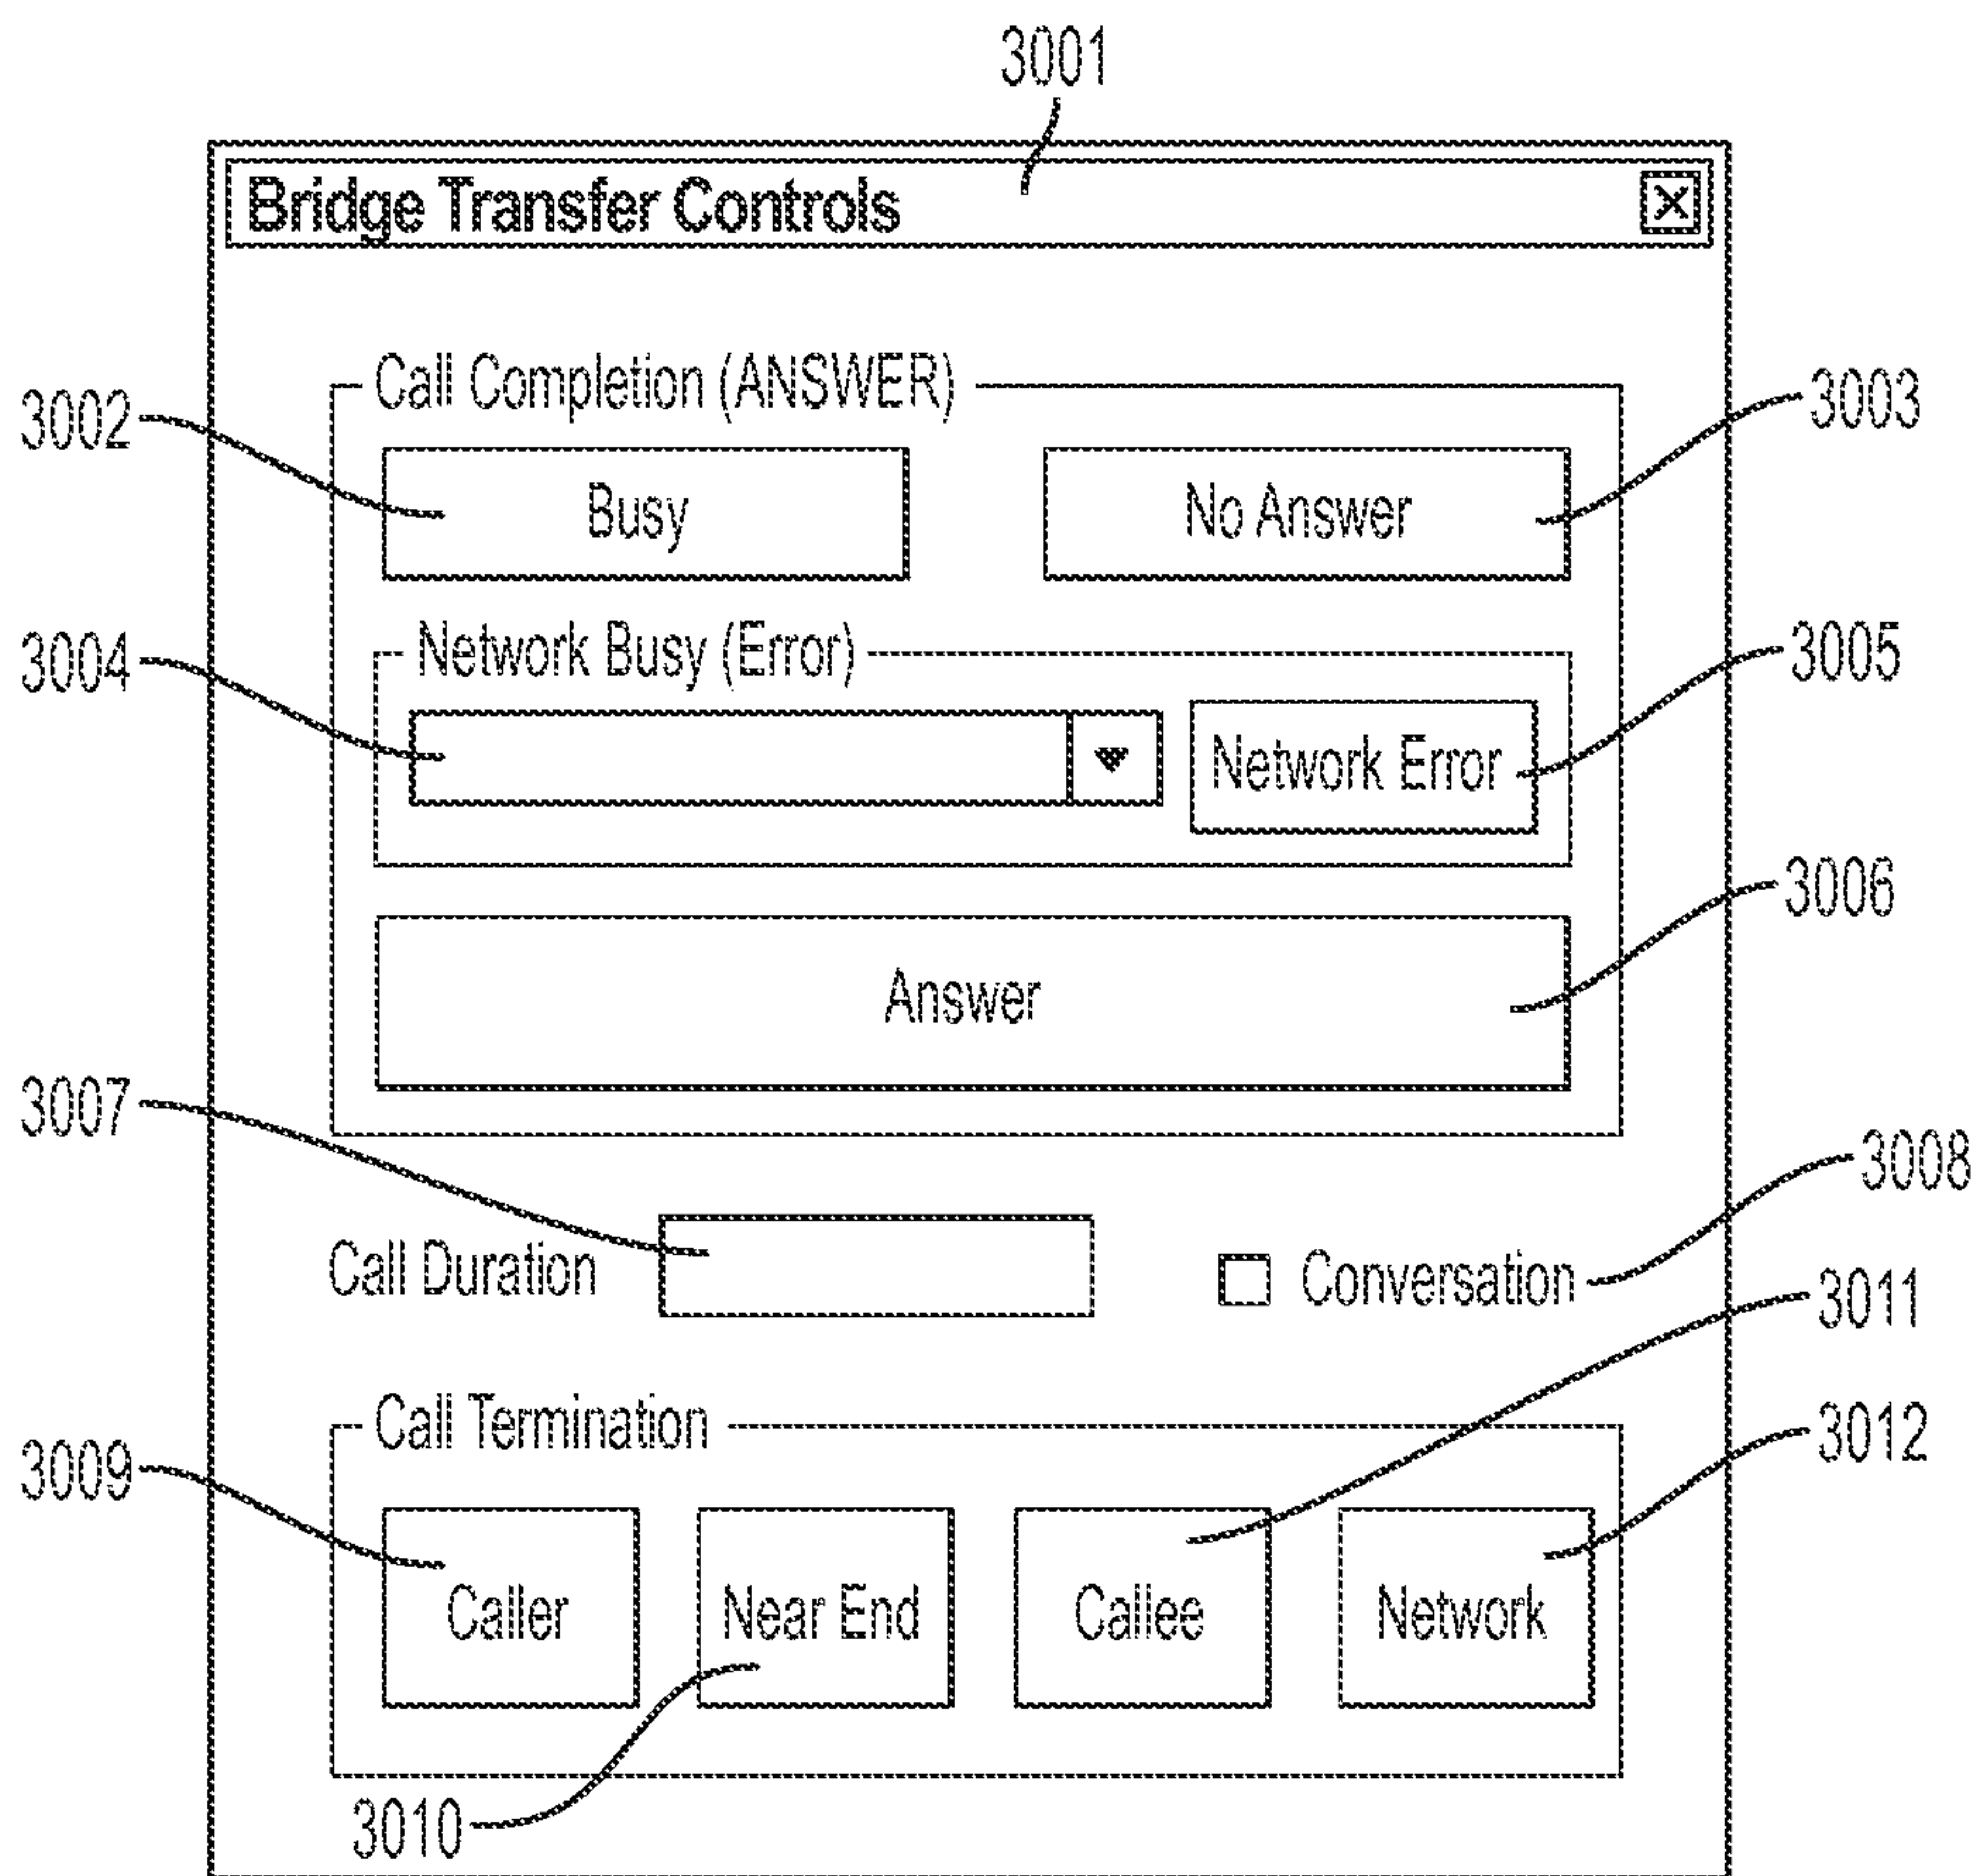 3001
Bridge Transfer Controls
Call Completion (ANSWER)
3002
3003
Busy
No Answer
Network Busy (Error)
3004
3005
Network Error
3006
Answer
3007
3008
Call Duration
Conversation
3011
Call Termination
3012
3009
Caller
Near End
Callee
Network
3010